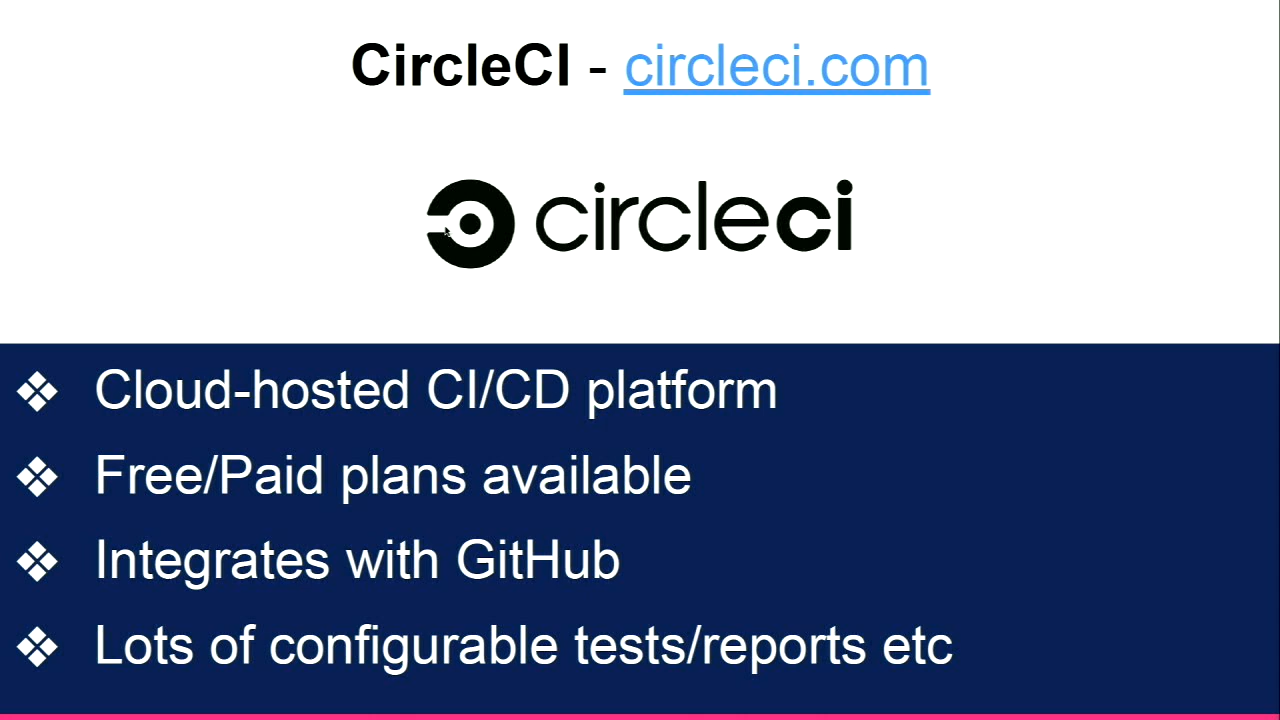 CircleCI - circleci.com
circleci
❖ Cloud-hosted CI/CD platform
❖ Free/Paid plans available
❖ Integrates with GitHub
❖ Lots of configurable tests/reports etc